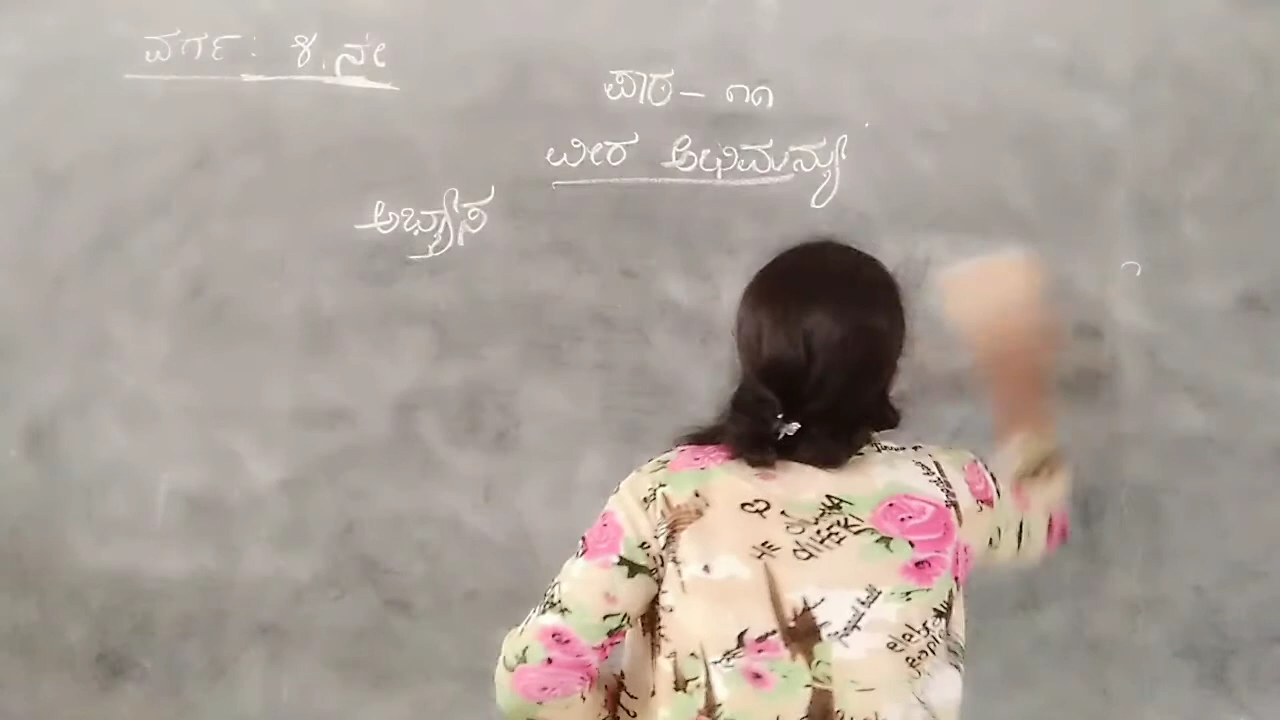 ವರ್ಗ : ೪.ನೇ
ಪಾಠ - ೧೧
ವೀರ ಅಭಿಮನ್ಯು
ಅಭ್ಯಾಸ